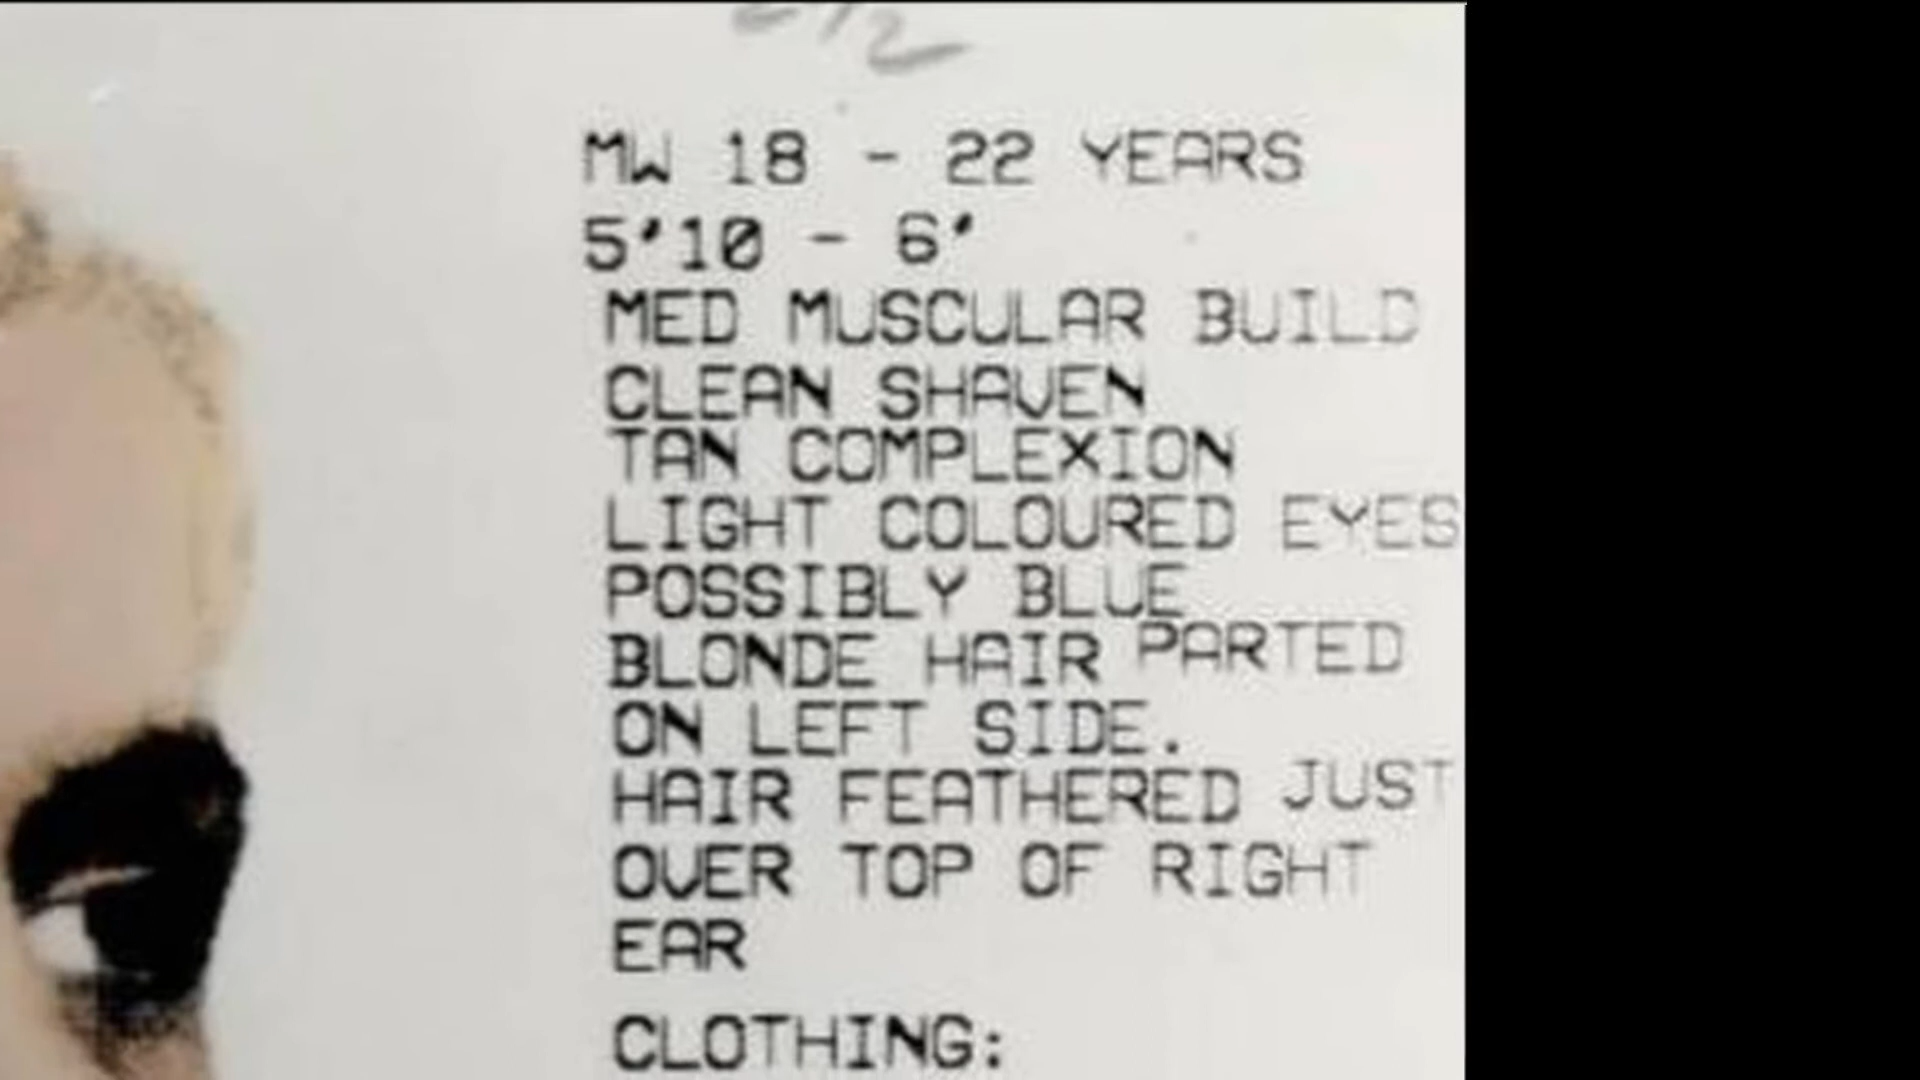 MW 18 - 22 YEARS
5'10 - 6'
MED MUSCULAR BUILD
CLEAN SHAVEN
TAN COMPLEXION
LIGHT COLOURED EYES
POSSIBLY BLUE
BLONDE HAIR PARTED
ON LEFT SIDE.
HAIR FEATHERED JUST
OVER TOP OF RIGHT
EAR
CLOTHING: